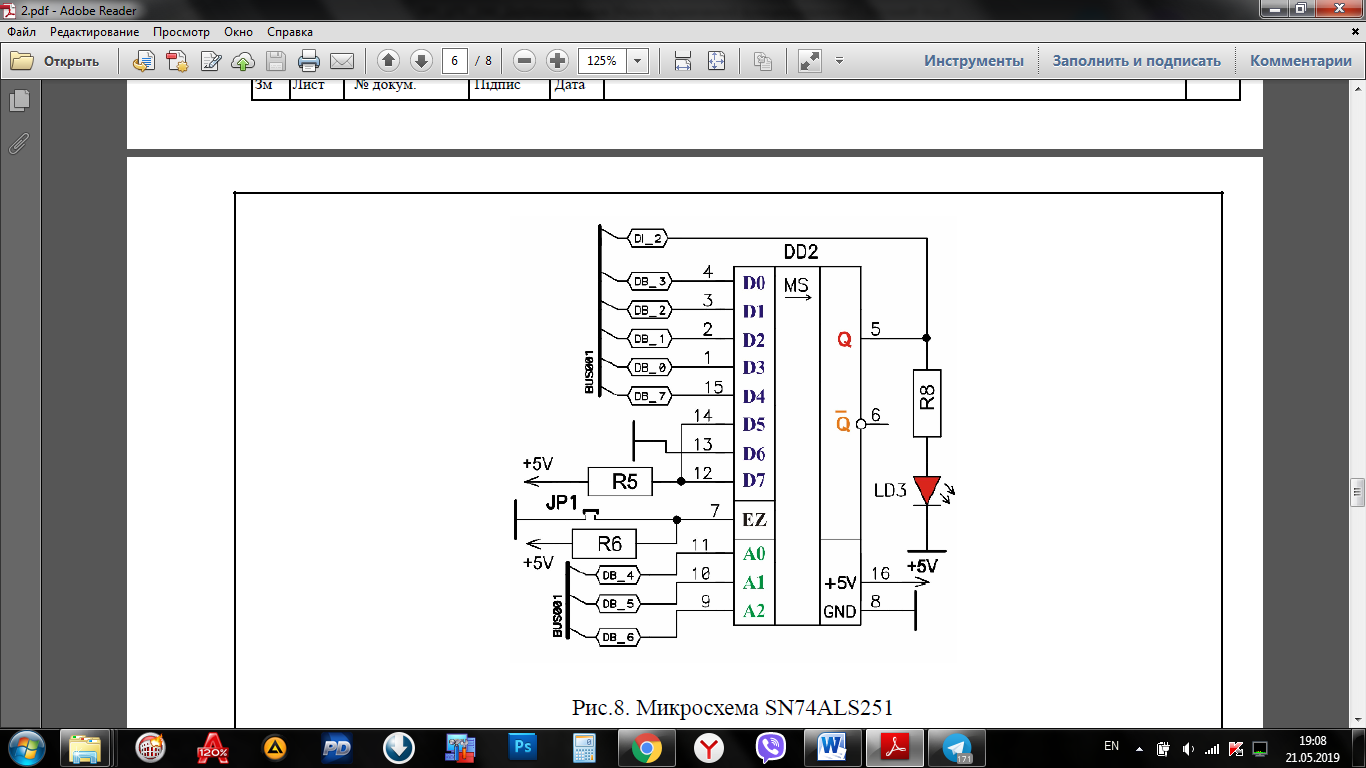 2.pdf - Adobe Reader
Файл Редактирование Просмотр Окно Справка
Открыть 6 / 8 125% Инструменты Заполнить и подписать Комментарии
Зм Лист № докум. Підпис Дата
DI_2
DD2
DB_3 4 D0 MS
DB_2 3 D1
DB_1 2 D2 Q 5
DB_0 1 D3
BUS001
DB_7 15 D4 R8
14 D5 Q 6
13 D6
+5V R5 12 D7 LD3
JP1 7 EZ
R6
+5V
11 A0
DB_4 +5V
10 A1 +5V 16
DB_5
9 A2 GND 8
BUS001
DB_6
Рис.8. Микросхема SN74ALS251
120% PD Ps Y W 171 EN 19:08
21.05.2019